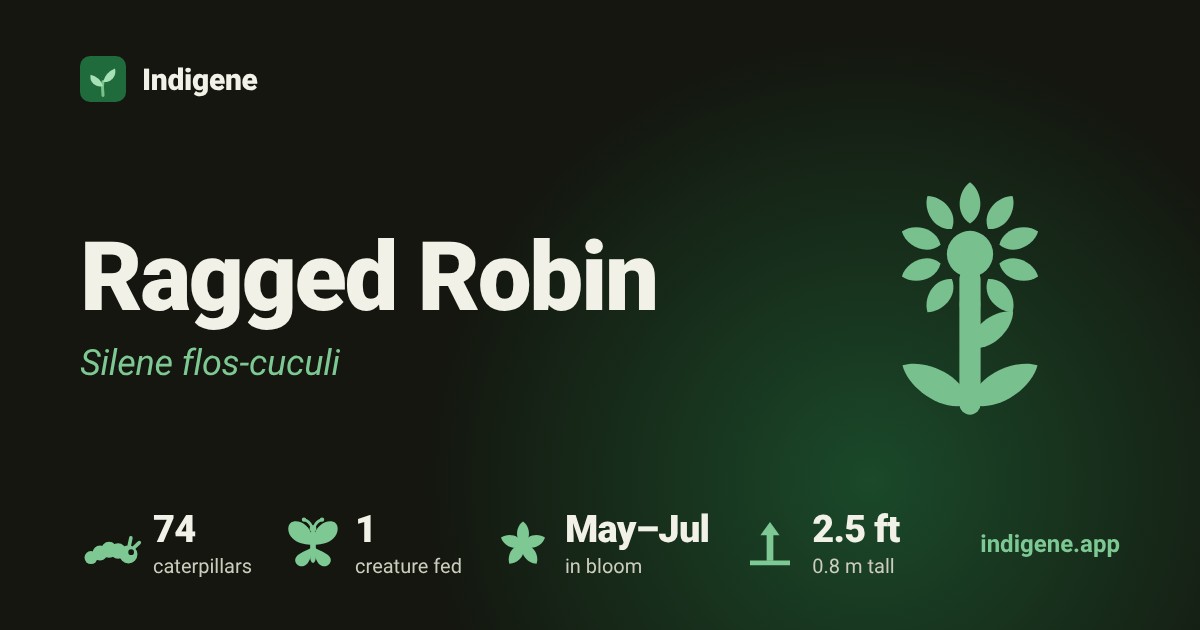 Indigene
Ragged Robin
Silene flos-cuculi
74
caterpillars
1
creature fed
May–Jul
in bloom
2.5 ft
0.8 m tall
indigene.app